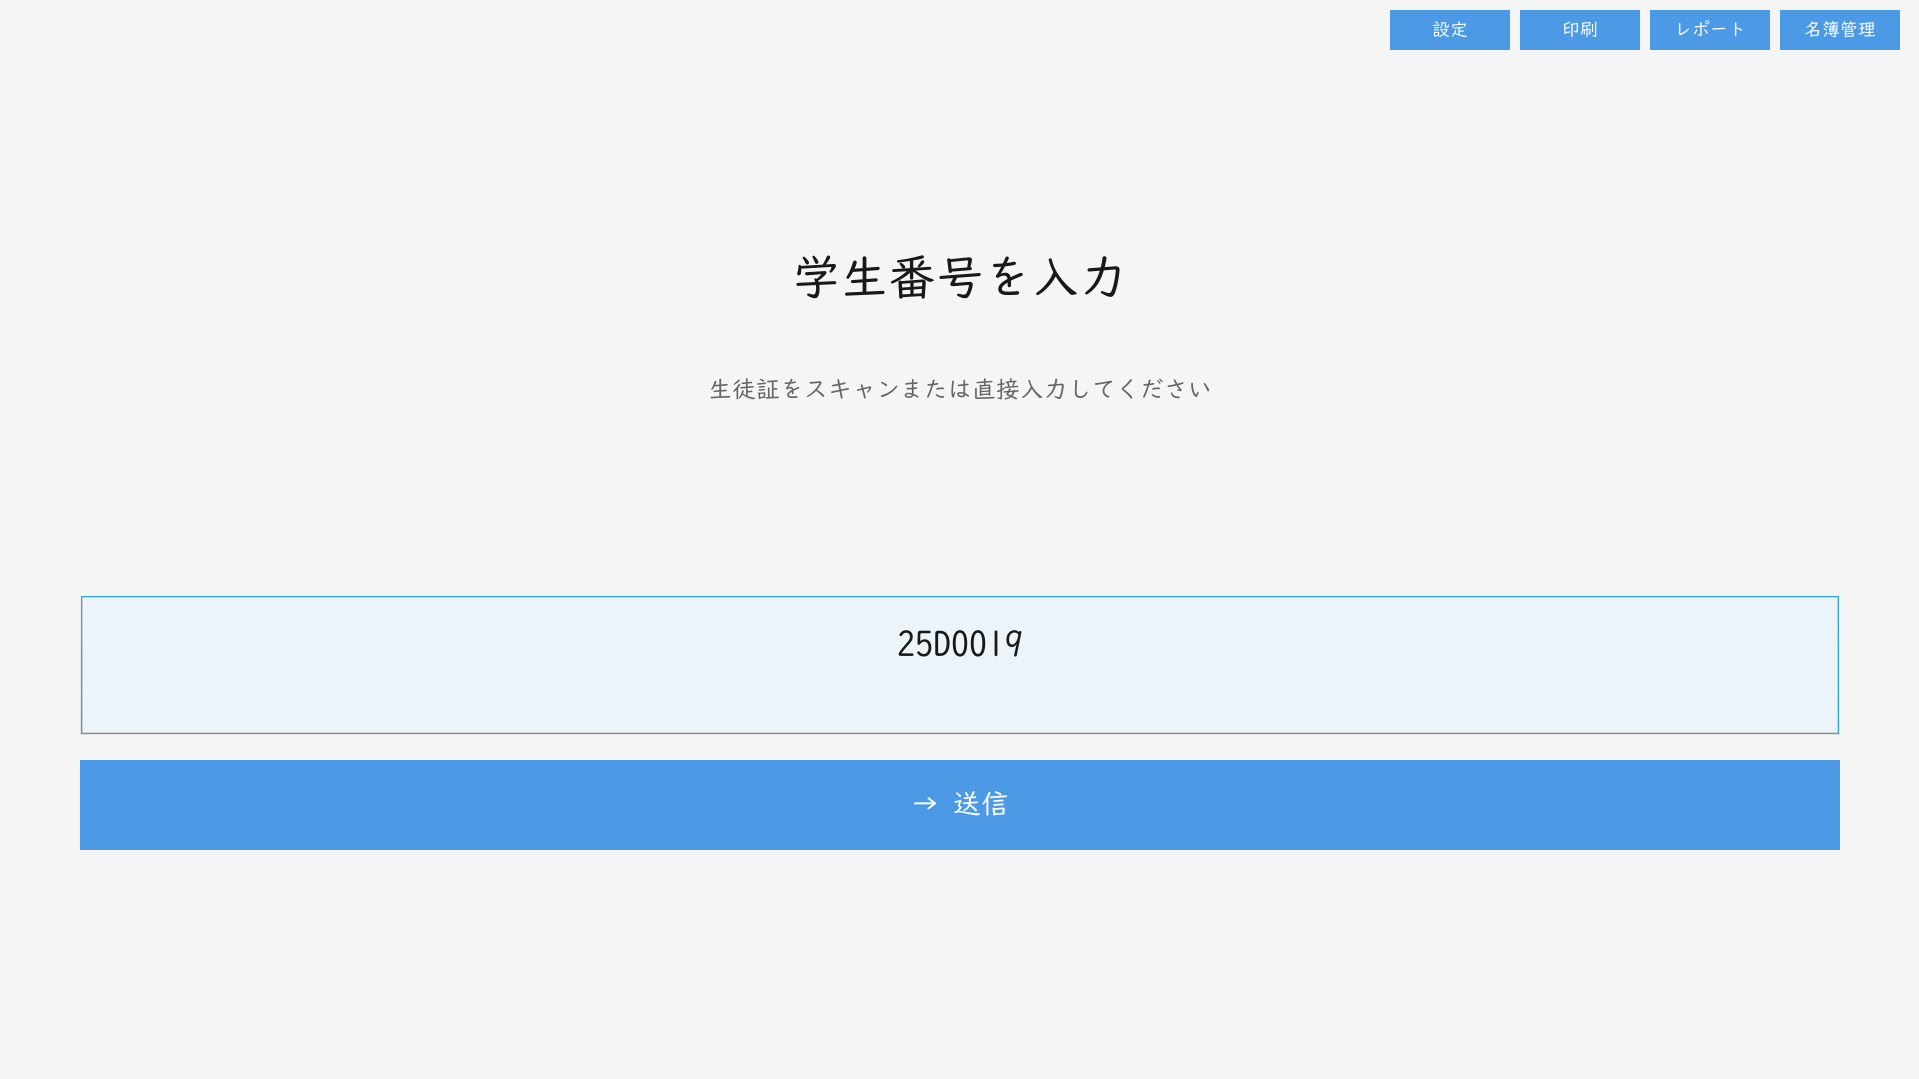 設定 印刷 レポート 名簿管理
学生番号を入力
生徒証をスキャンまたは直接入力してください
25D0019
→ 送信